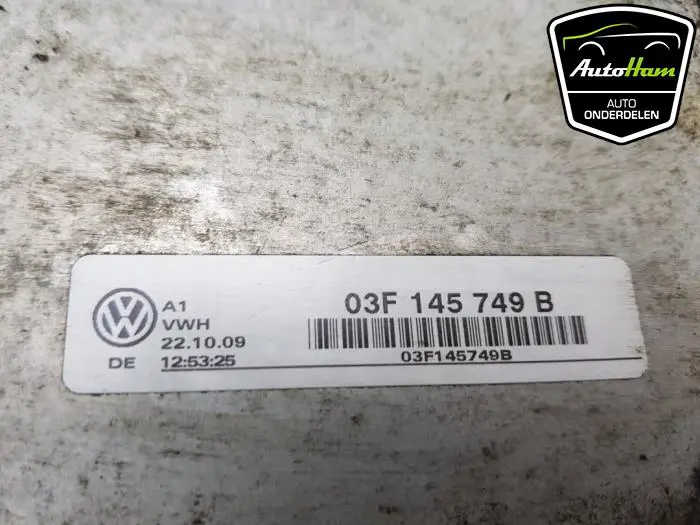 AutoHam
AUTO
ONDERDELEN
A1
VWH
22.10.09
DE 12:53:25
03F 145 749 B
03F145749B